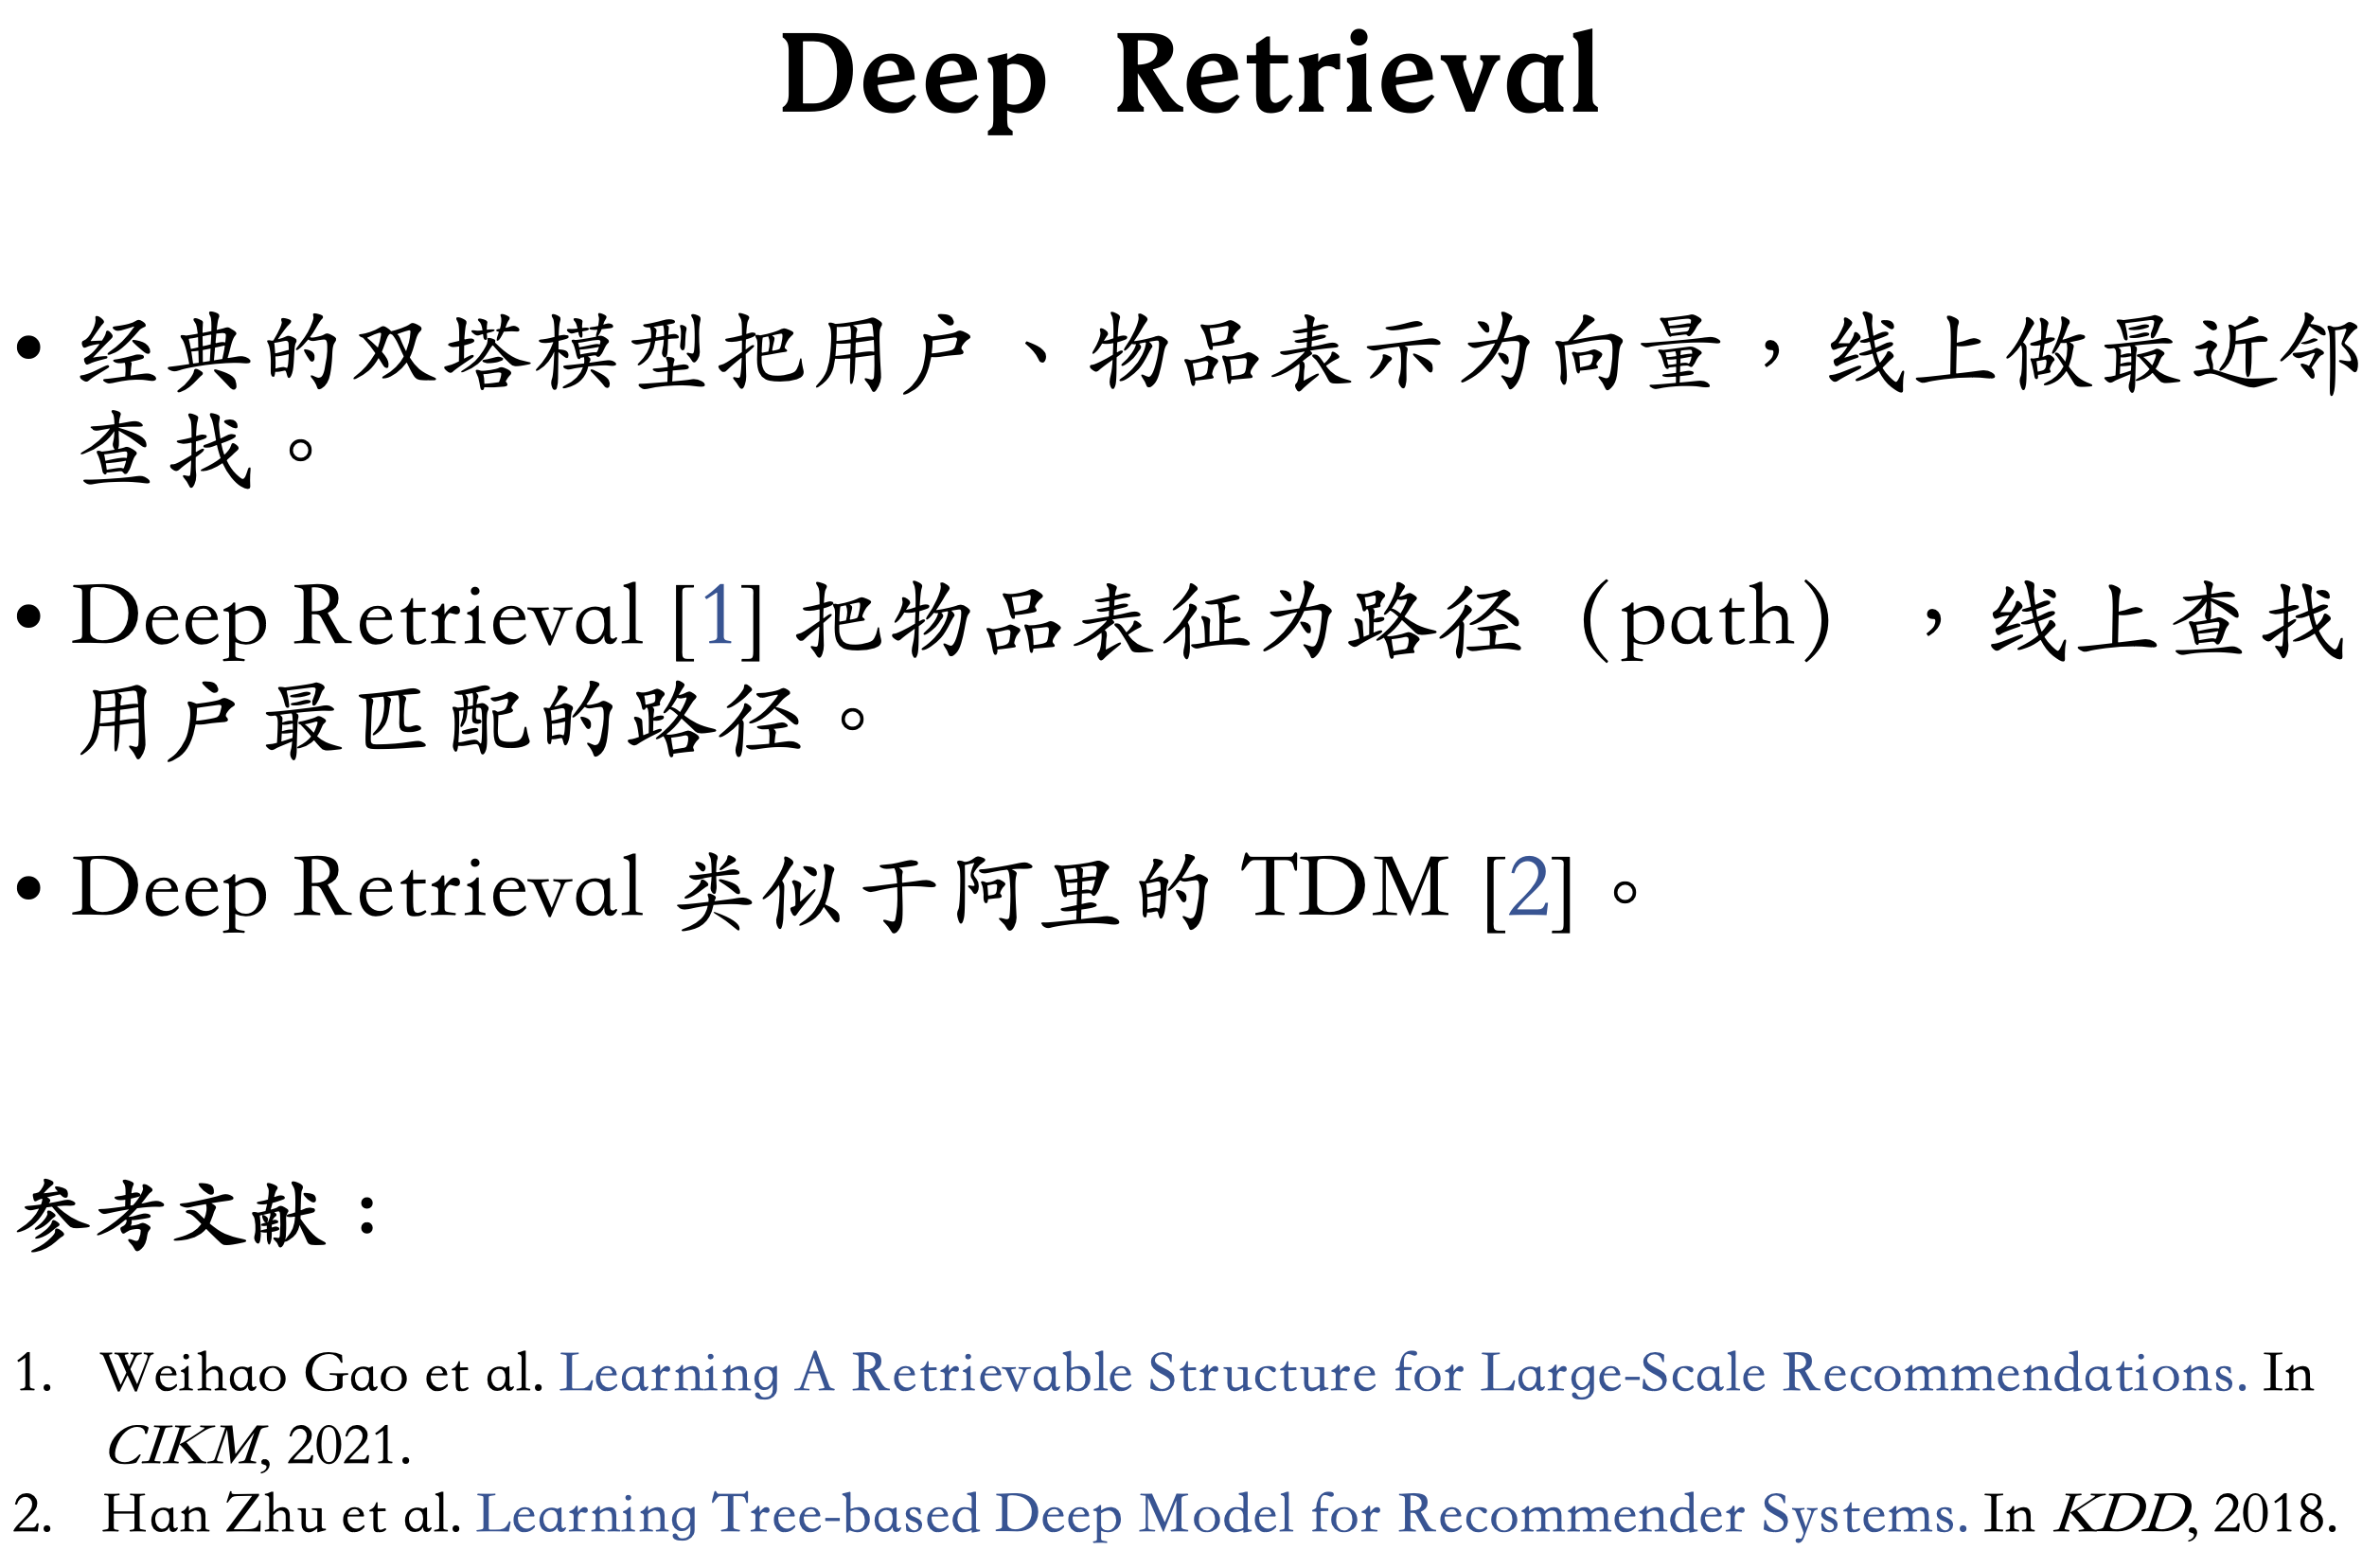 Deep Retrieval
• 经典的双塔模型把用户、物品表示为向量，线上做最近邻
查找。
• Deep Retrieval [1] 把物品表征为路径（path），线上查找
用户最匹配的路径。
• Deep Retrieval 类似于阿里的 TDM [2]。
参考文献：
1. Weihao Gao et al. Learning A Retrievable Structure for Large-Scale Recommendations. In
CIKM, 2021.
2. Han Zhu et al. Learning Tree-based Deep Model for Recommender Systems. In KDD, 2018.